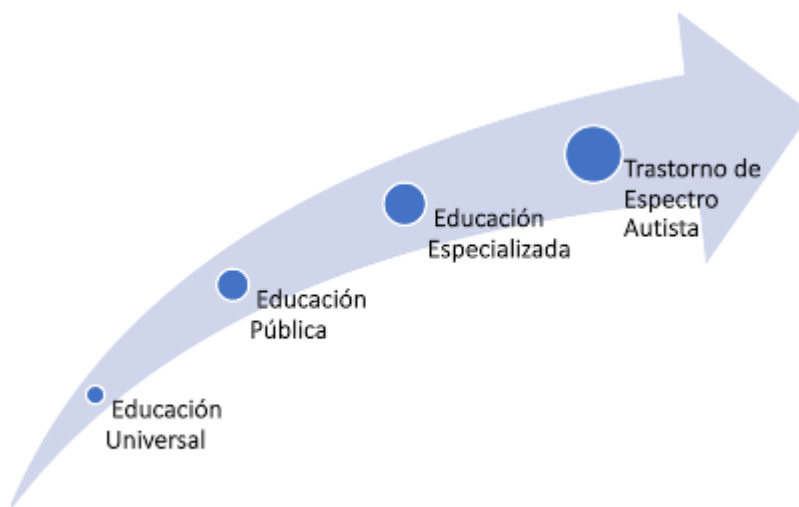 Trastorno de
Espectro
Autista
Educación
Especializada
Educación
Pública
Educación
Universal